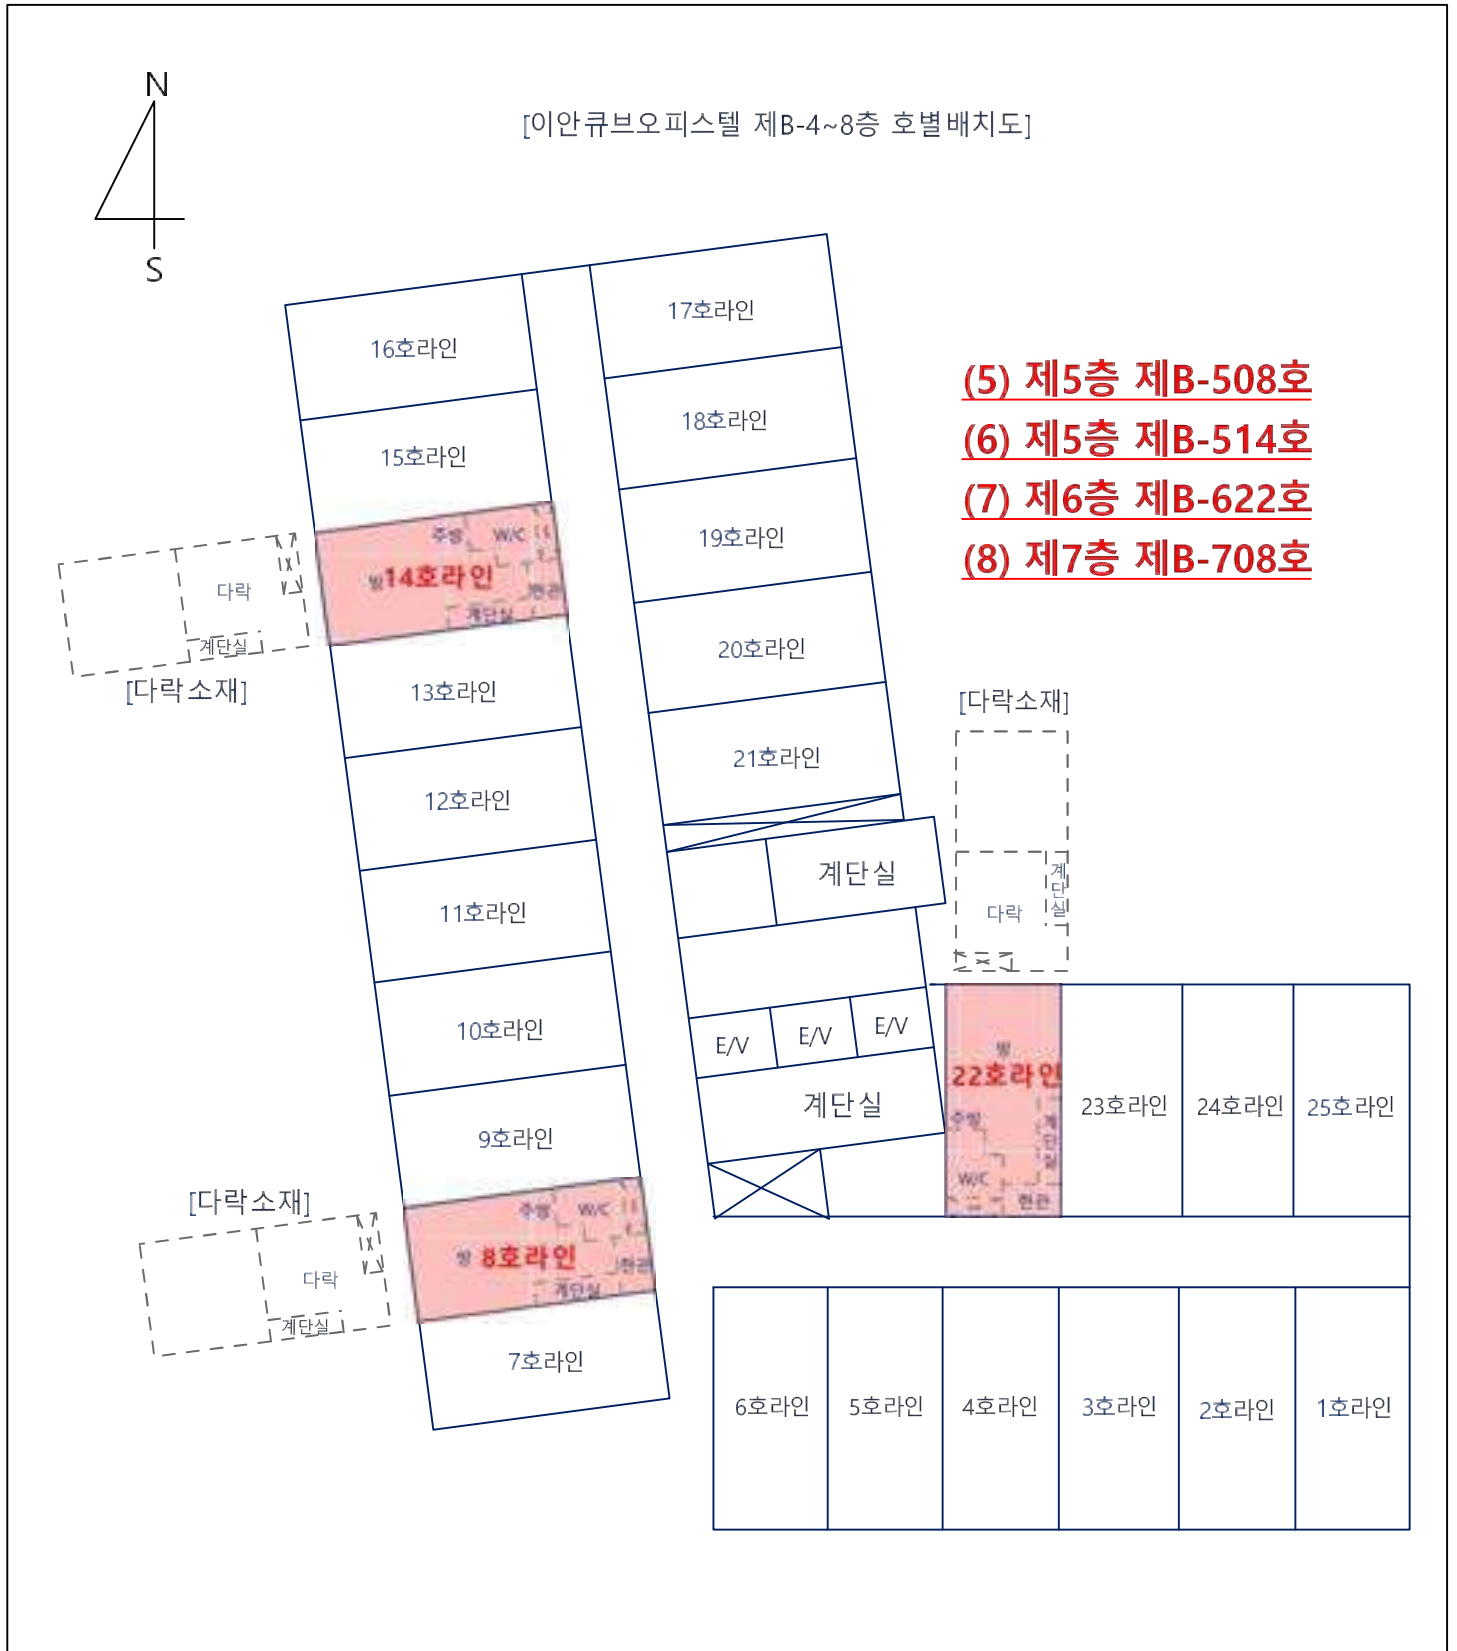 N
S
[이안큐브오피스텔 제B-4~8층 호별배치도]
17호라인
16호라인
(5) 제5층 제B-508호
18호라인
(6) 제5층 제B-514호
15호라인
(7) 제6층 제B-622호
주방 W/C
19호라인
(8) 제7층 제B-708호
방
14호라인
현관
계단실
다락
계단실
[다락소재]
20호라인
13호라인
[다락소재]
21호라인
12호라인
계단실
계단실
다락
11호라인
10호라인
E/V
E/V
E/V
방
22호라인
주방
계단실
W/C
현관
23호라인
24호라인
25호라인
계단실
9호라인
[다락소재]
주방 W/C
방
8호라인
현관
계단실
다락
계단실
7호라인
6호라인
5호라인
4호라인
3호라인
2호라인
1호라인